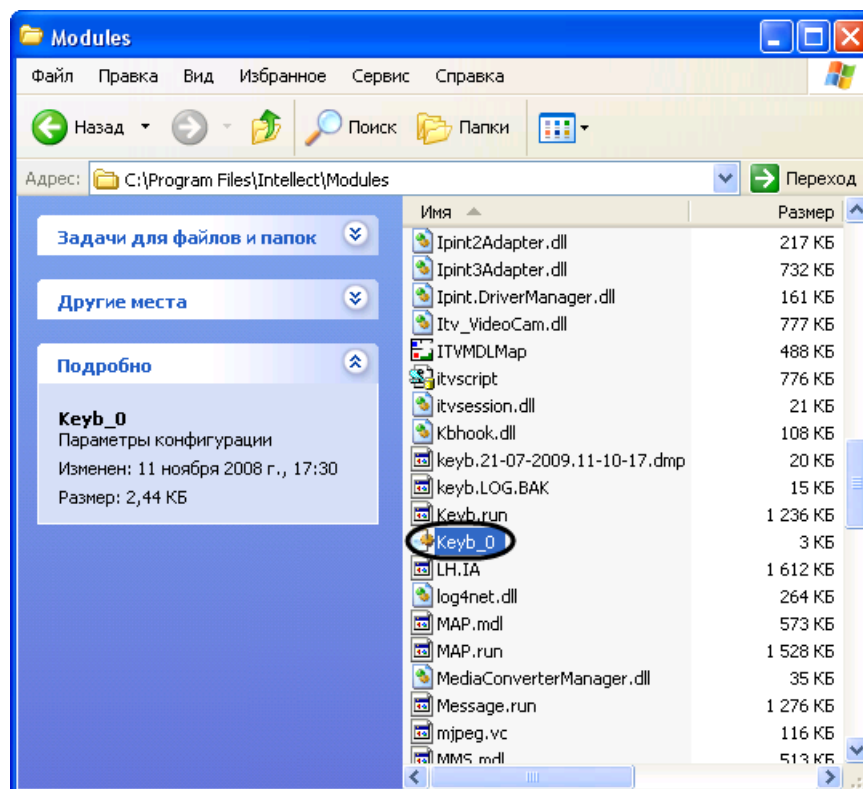 Modules
Файл Правка Вид Избранное Сервис Справка
Назад Поиск Папки
Адрес: C:\Program Files\Intellect\Modules Переход
Задачи для файлов и папок
Другие места
Подробно
Keyb_0
Параметры конфигурации
Изменен: 11 ноября 2008 г., 17:30
Размер: 2,44 КБ
Имя Размер
Ipint2Adapter.dll 217 КБ
Ipint3Adapter.dll 732 КБ
Ipint.DriverManager.dll 161 КБ
Itv_VideoCam.dll 777 КБ
ITVMDLMap 488 КБ
itvscript 776 КБ
itvsession.dll 21 КБ
Kbhook.dll 108 КБ
keyb.21-07-2009.11-10-17.dmp 20 КБ
keyb.LOG.BAK 15 КБ
Keyb.run 1 236 КБ
Keyb_0 3 КБ
LH.IA 1 612 КБ
log4net.dll 264 КБ
MAP.mdl 573 КБ
MAP.run 1 528 КБ
MediaConverterManager.dll 35 КБ
Message.run 1 276 КБ
mjpeg.vc 116 КБ
MMS.mdl 513 КБ